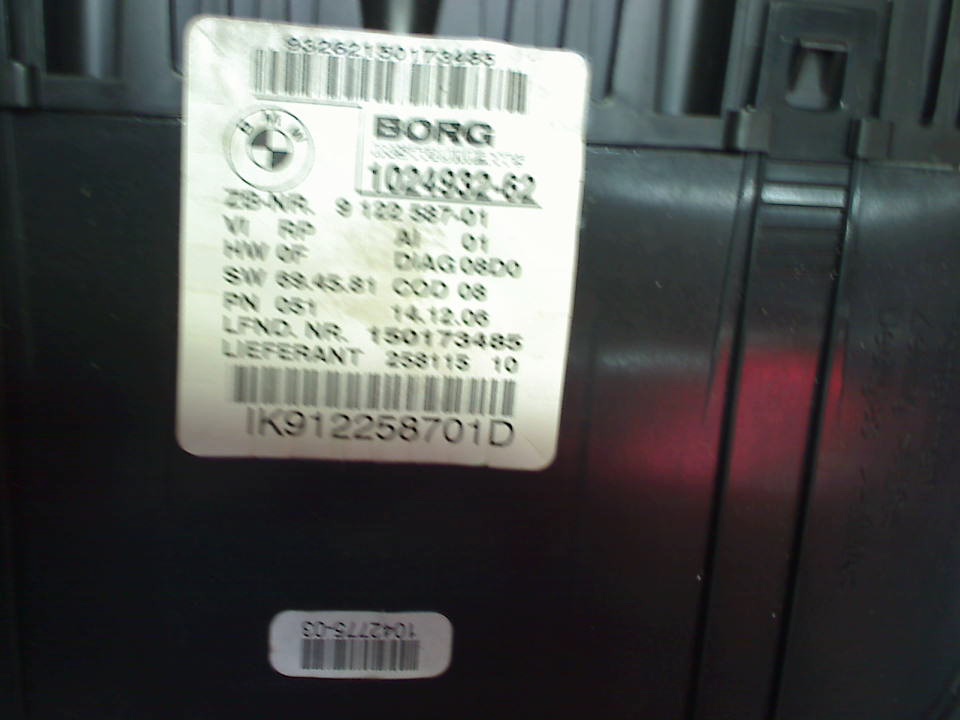 93262150173485
BMW
BORG
1024932-62
ZB-NR. 9 122 587-01
VI RP AI 01
HW 0F DIAG 08D0
SW 69.45.81 COD 08
PN 051 14.12.06
LFND. NR. 150173485
LIEFERANT 258115 10
IK912258701D
1042775-03